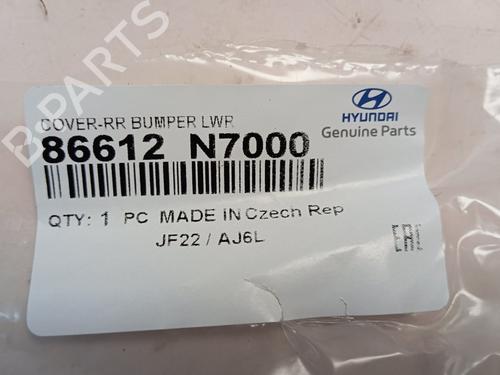 COVER-RR BUMPER LWR
86612 N7000
HYUNDAI
Genuine Parts
QTY: 1 PC MADE IN Czech Rep
JF22 / AJ6L
EAC
B-PARTS